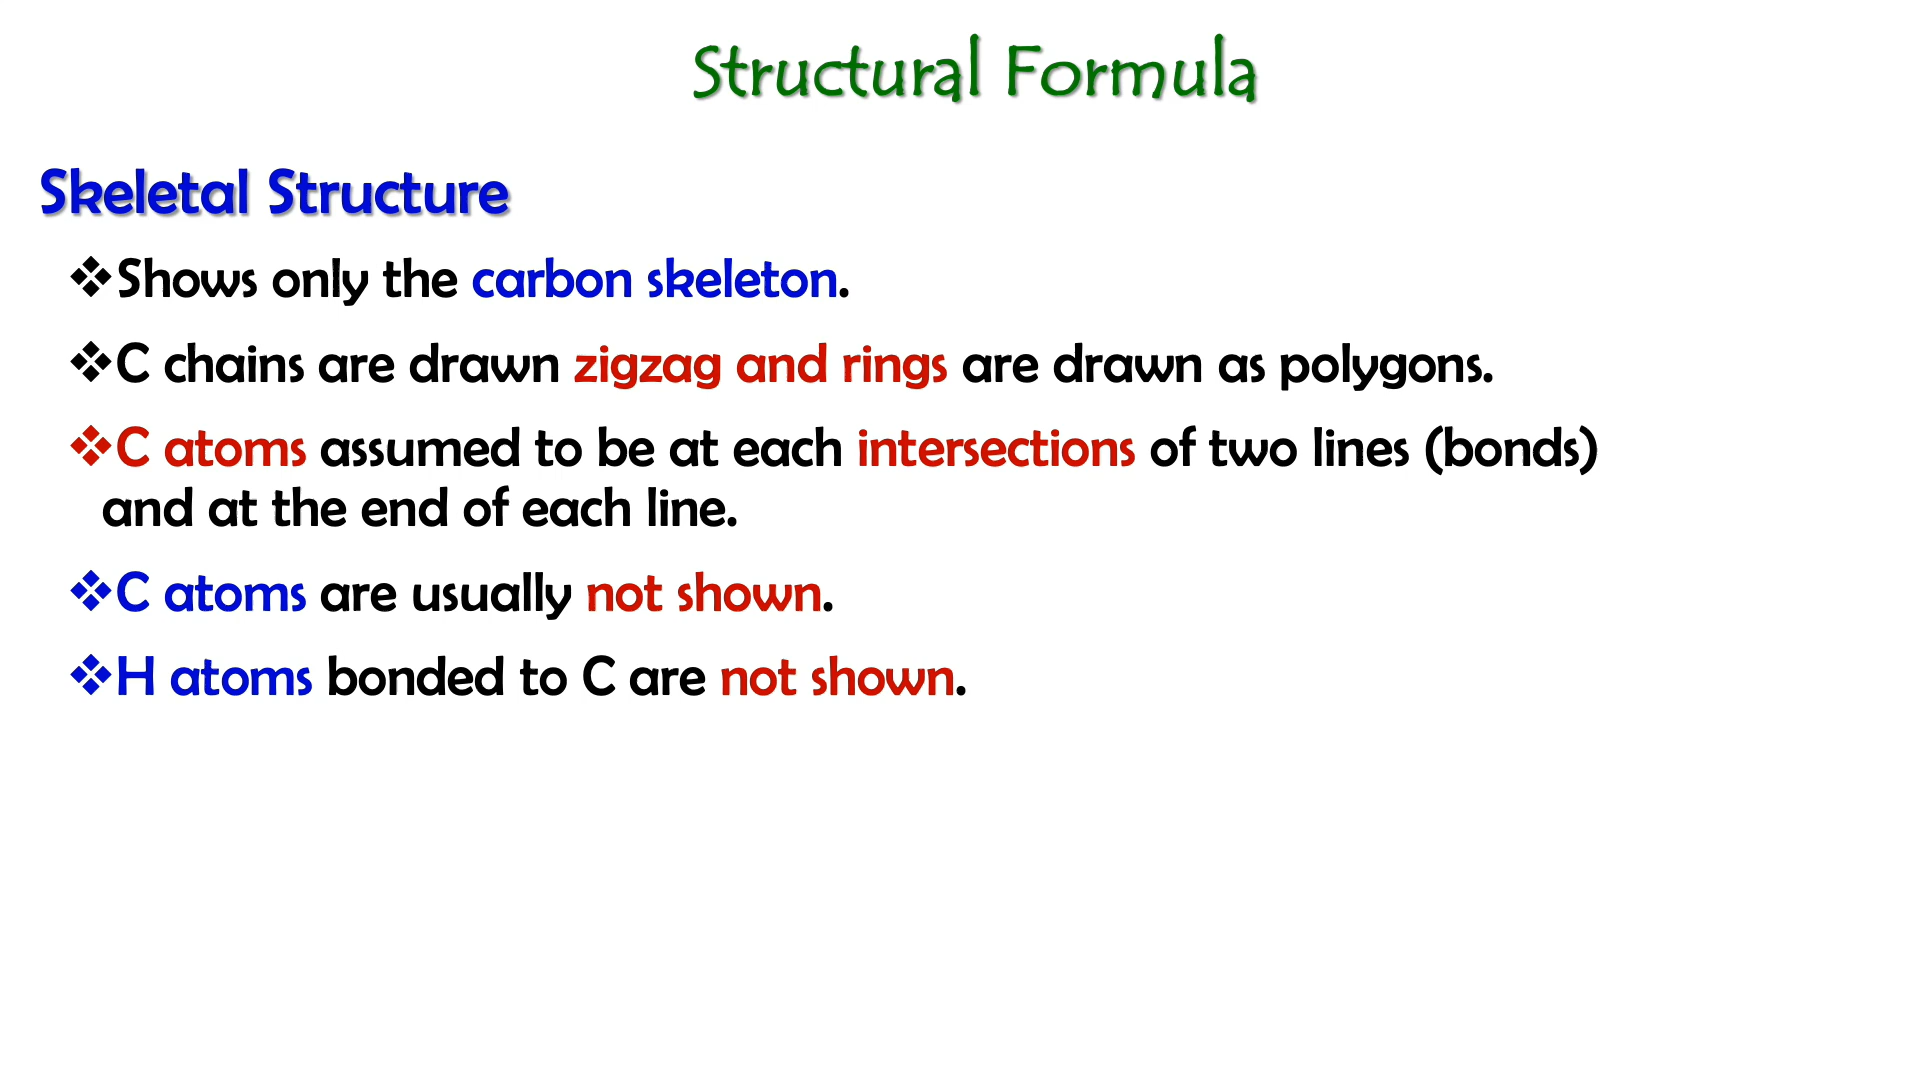 Structural Formula
Skeletal Structure
❖Shows only the carbon skeleton.
❖C chains are drawn zigzag and rings are drawn as polygons.
❖C atoms assumed to be at each intersections of two lines (bonds)
and at the end of each line.
❖C atoms are usually not shown.
❖H atoms bonded to C are not shown.